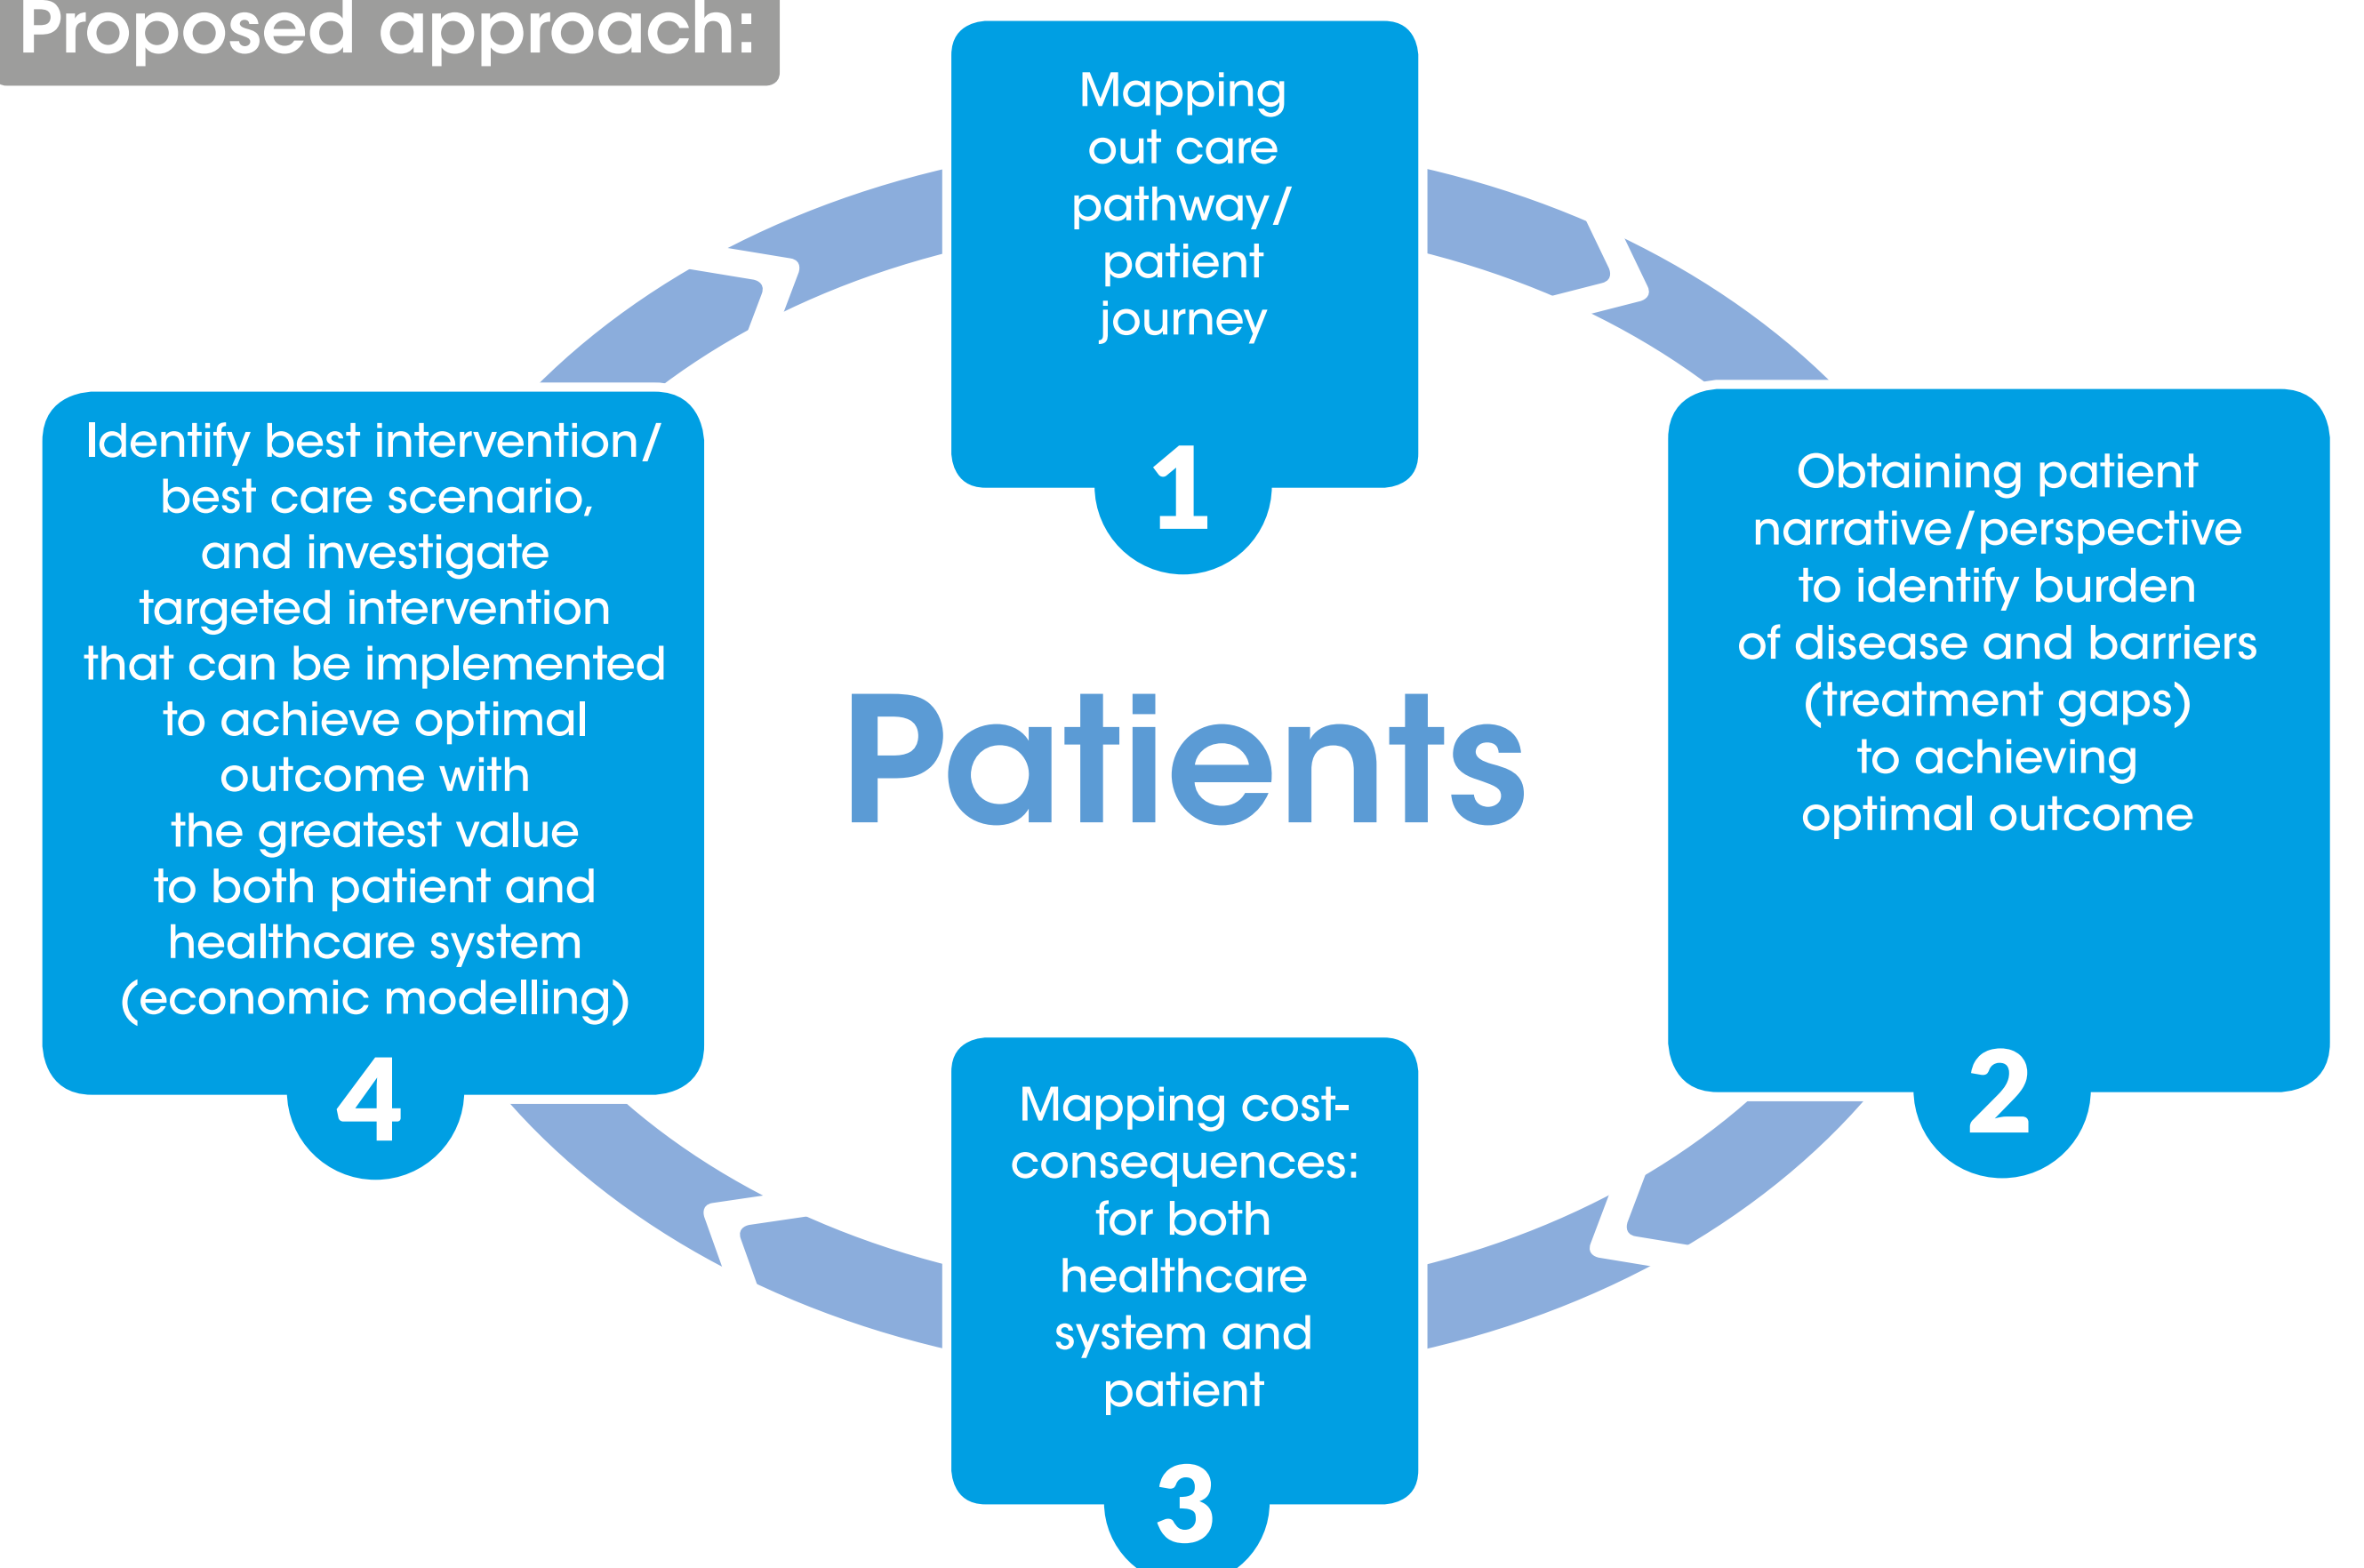 Proposed approach:
Mapping
out care
pathway/
patient
journey
1
Obtaining patient
narrative/perspective
to identify burden
of disease and barriers
(treatment gaps)
to achieving
optimal outcome
2
Mapping cost-
consequences:
for both
healthcare
system and
patient
3
Identify best intervention/
best care scenario,
and investigate
targeted intervention
that can be implemented
to achieve optimal
outcome with
the greatest value
to both patient and
healthcare system
(economic modelling)
4
Patients